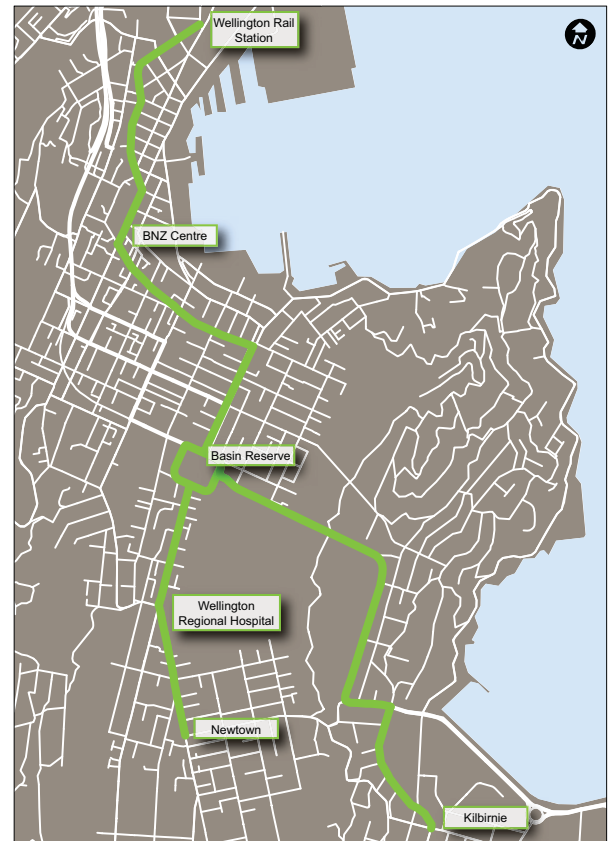 Wellington Rail
Station
N
BNZ Centre
Basin Reserve
Wellington
Regional Hospital
Newtown
Kilbirnie